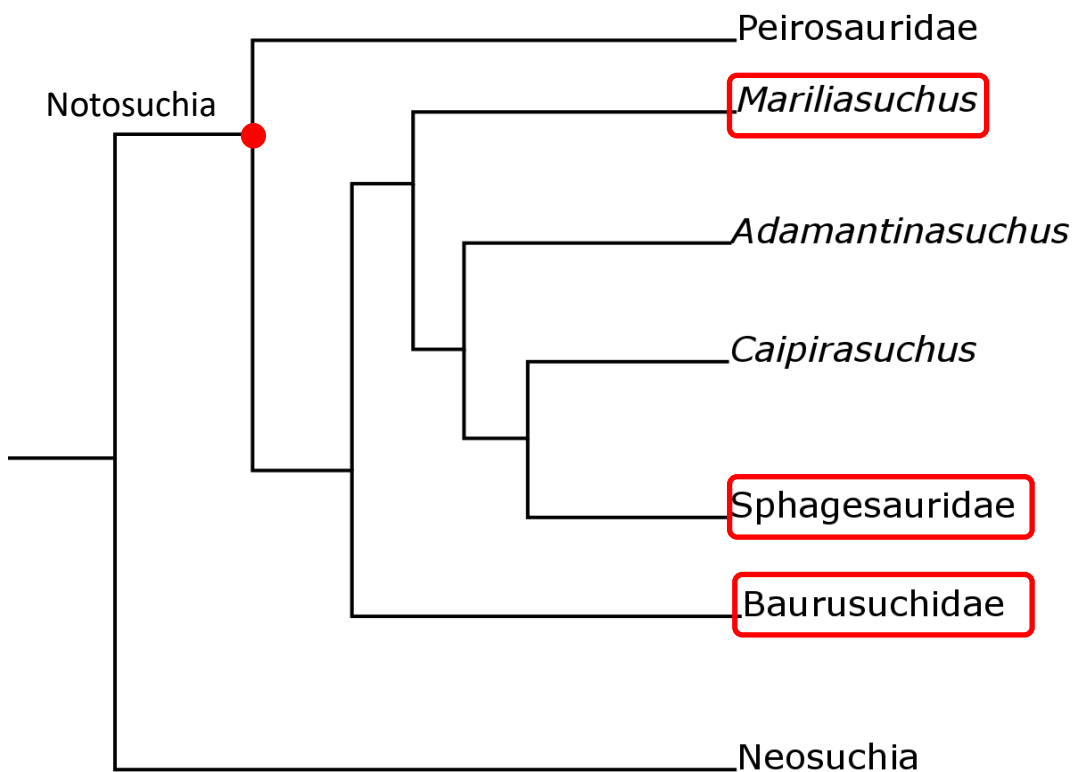 Peirosauridae
Notosuchia
Mariliasuchus
Adamantinasuchus
Caipirasuchus
Sphagesauridae
Baurusuchidae
Neosuchia